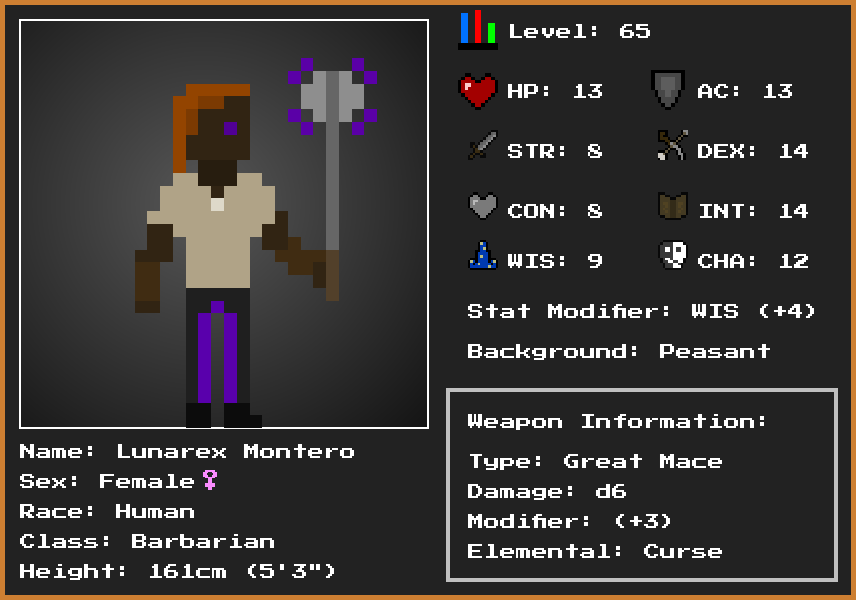 Level: 65
HP: 13
AC: 13
STR: 8
DEX: 14
CON: 8
INT: 14
WIS: 9
CHA: 12
Stat Modifier: WIS (+4)
Background: Peasant
Weapon Information:
Type: Great Mace
Damage: d6
Modifier: (+3)
Elemental: Curse
Name: Lunarex Montero
Sex: Female♀
Race: Human
Class: Barbarian
Height: 161cm (5'3")